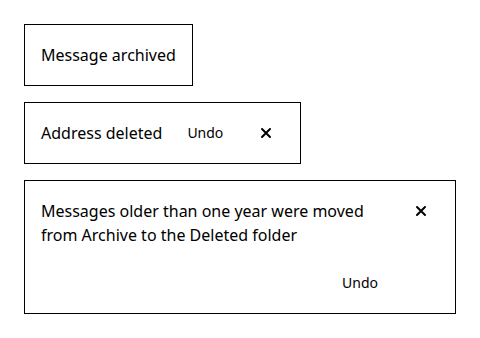 Message archived
Address deleted Undo
Messages older than one year were moved
from Archive to the Deleted folder
Undo